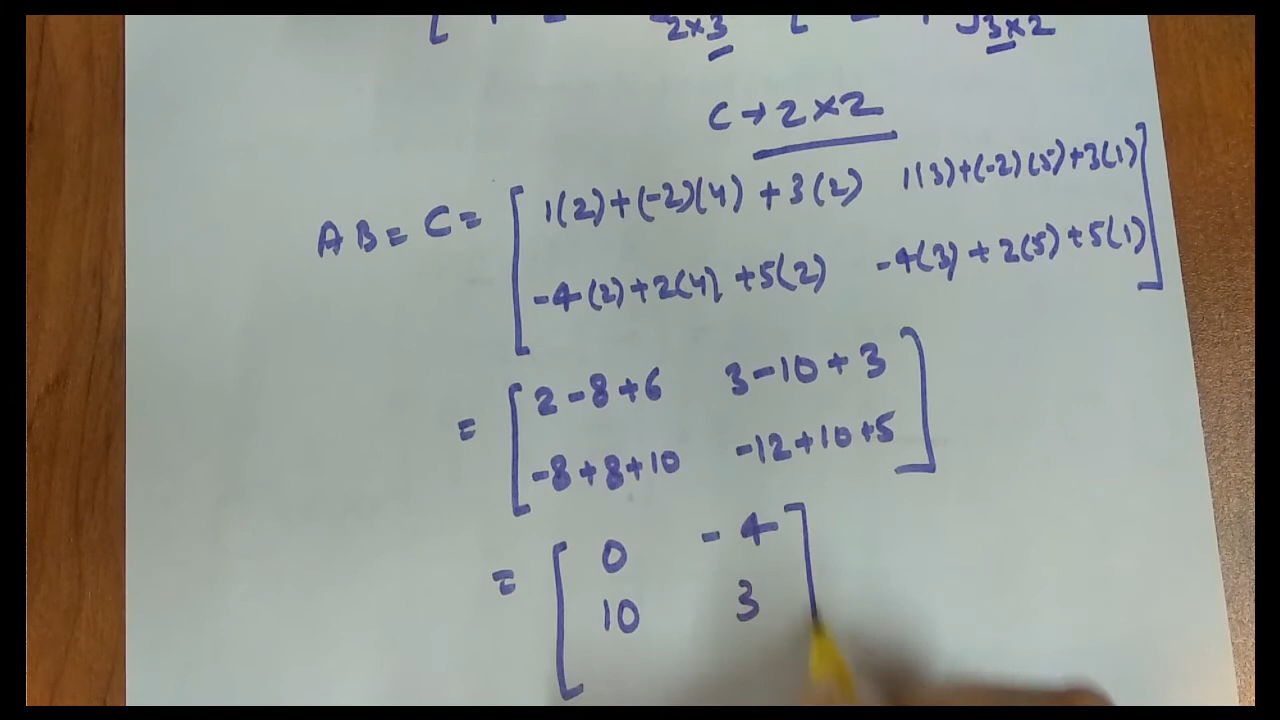 2×3 3×2
C → 2×2
AB = C = [ 1(2)+(-2)(4) +3(2) 1(3)+(-2)(5)+3(1)
-4(2)+2(4) +5(2) -4(3) + 2(5) +5(1) ]
= [ 2-8+6 3-10+3
-8+8+10 -12+10+5 ]
= [ 0 -4
10 3 ]